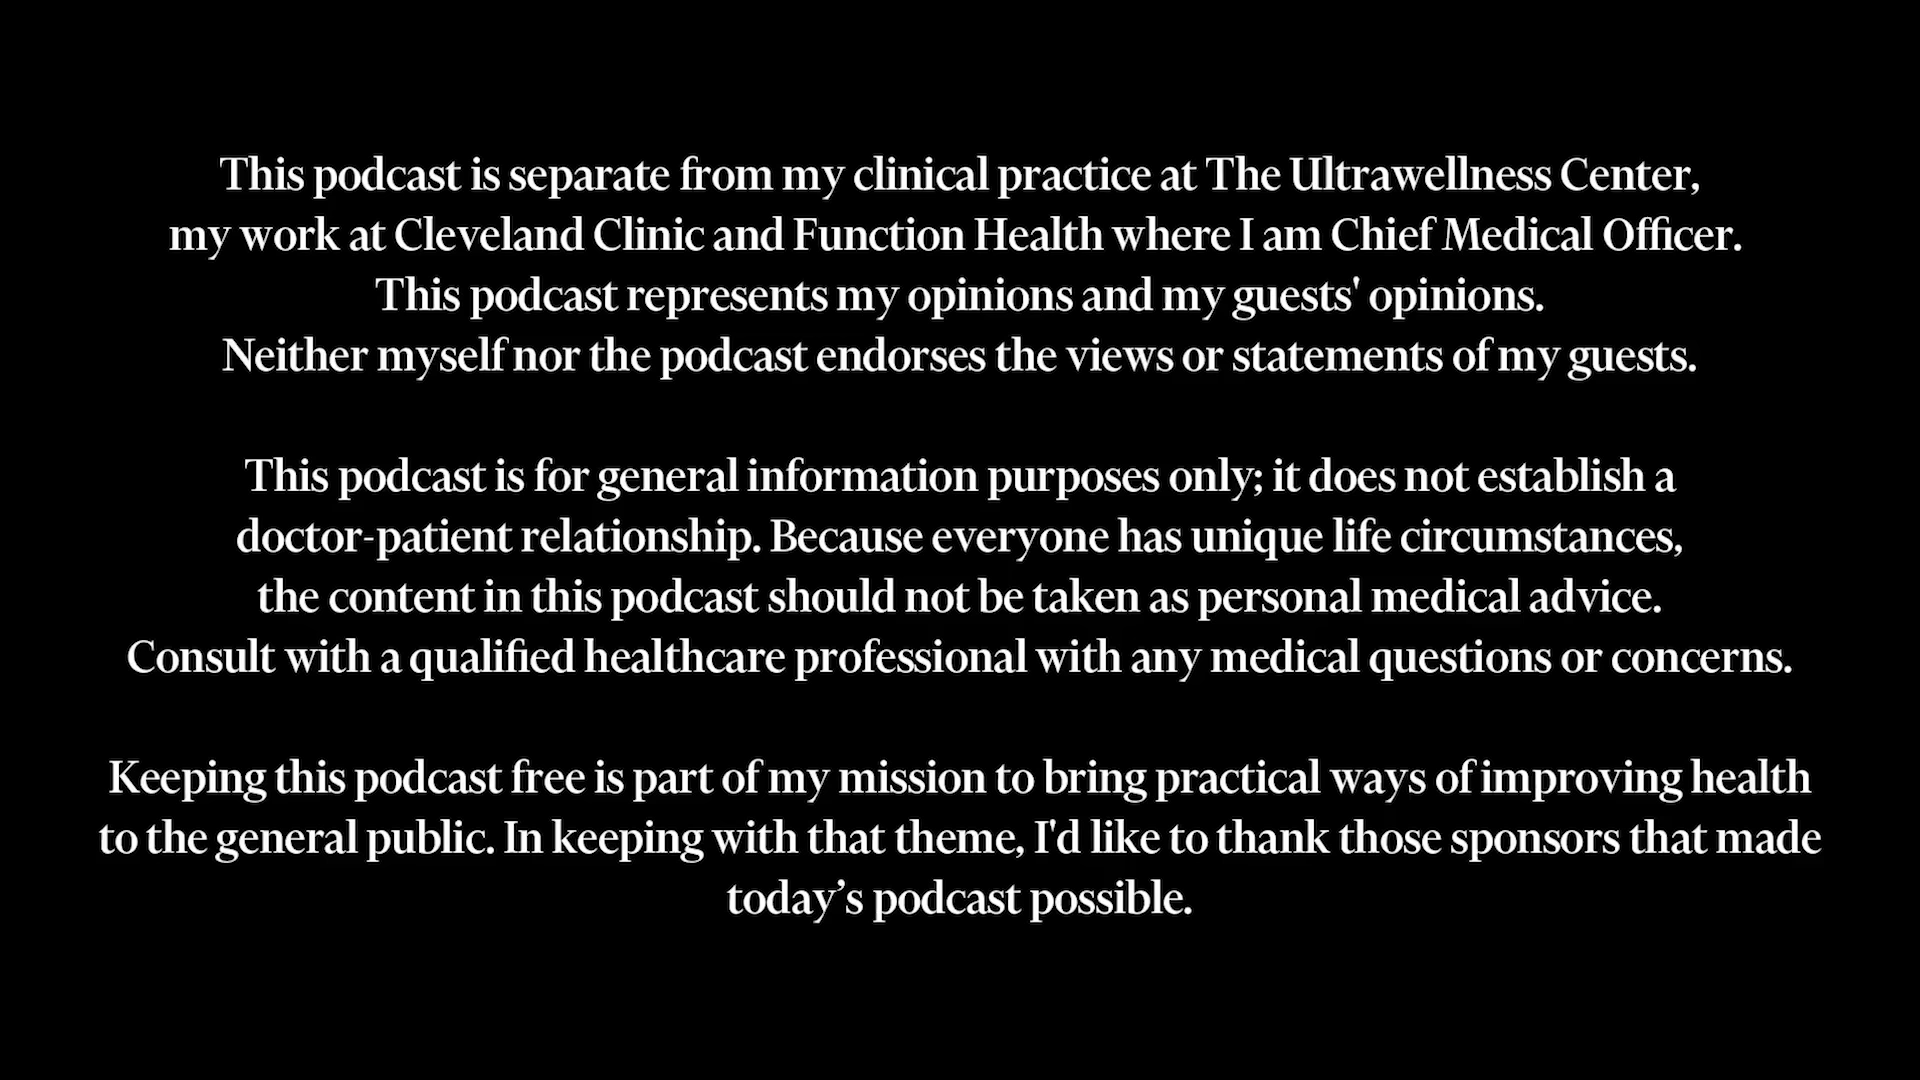 This podcast is separate from my clinical practice at The Ultrawellness Center,
my work at Cleveland Clinic and Function Health where I am Chief Medical Officer.
This podcast represents my opinions and my guests' opinions.
Neither myself nor the podcast endorses the views or statements of my guests.
This podcast is for general information purposes only; it does not establish a
doctor-patient relationship. Because everyone has unique life circumstances,
the content in this podcast should not be taken as personal medical advice.
Consult with a qualified healthcare professional with any medical questions or concerns.
Keeping this podcast free is part of my mission to bring practical ways of improving health
to the general public. In keeping with that theme, I'd like to thank those sponsors that made
today’s podcast possible.